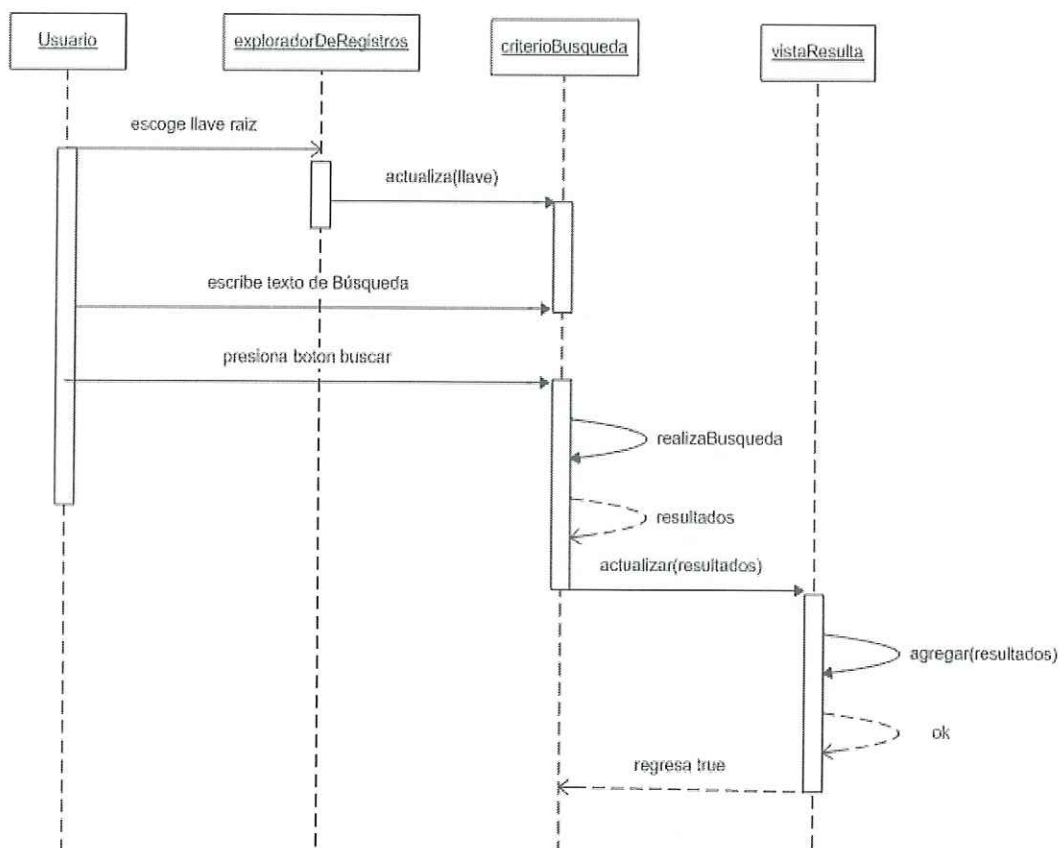 Usuario
exploradorDeRegistros
criterioBusqueda
vistaResulta
escoge llave raiz
actualiza(llave)
escribe texto de Búsqueda
presiona boton buscar
realizaBusqueda
resultados
actualizar(resultados)
agregar(resultados)
ok
regresa true